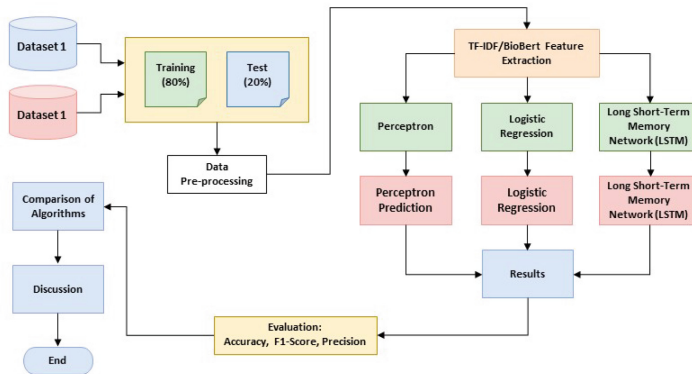 Dataset 1
Dataset 1
Training
(80%)
Test
(20%)
Data
Pre-processing
TF-IDF/BioBert Feature
Extraction
Perceptron
Logistic
Regression
Long Short-Term
Memory
Network (LSTM)
Perceptron
Prediction
Logistic
Regression
Long Short-Term
Memory
Network (LSTM)
Results
Evaluation:
Accuracy, F1-Score, Precision
Comparison of
Algorithms
Discussion
End